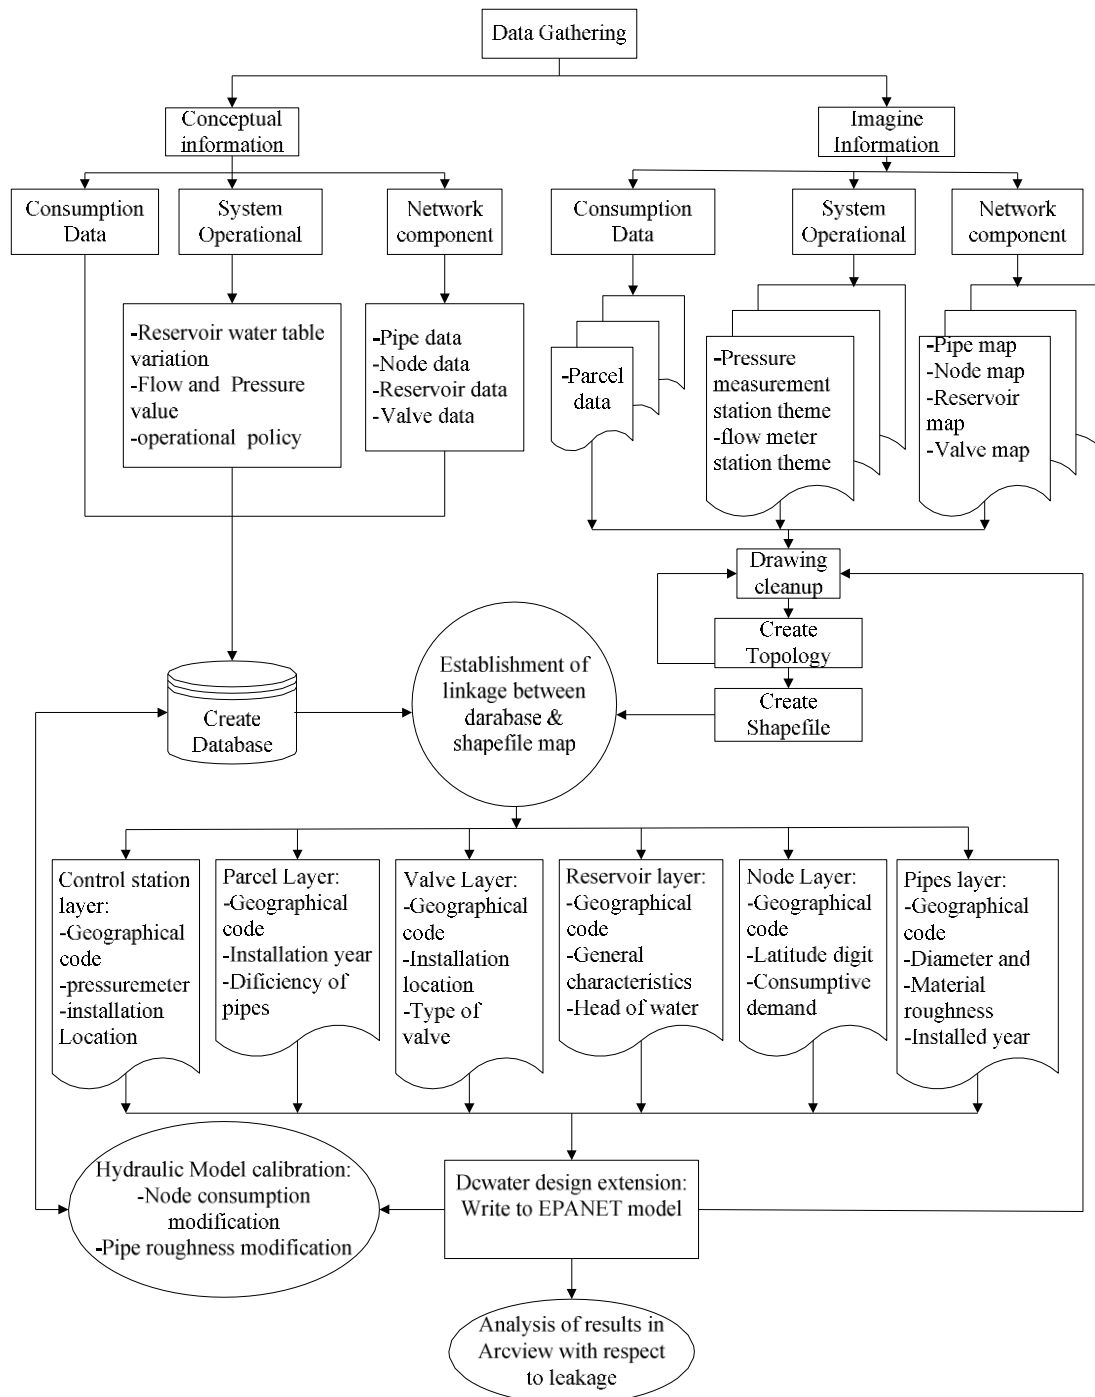 Data Gathering
Conceptual
information
Imagine
Information
Consumption
Data
System
Operational
Network
component
Consumption
Data
System
Operational
Network
component
-Reservoir water table
variation
-Flow and Pressure
value
-operational policy
-Pipe data
-Node data
-Reservoir data
-Valve data
-Parcel
data
-Pressure
measurement
station theme
-flow meter
station theme
-Pipe map
-Node map
-Reservoir
map
-Valve map
Drawing
cleanup
Create
Topology
Create
Shapefile
Establishment of
linkage between
darabase &
shapefile map
Create
Database
Control station
layer:
-Geographical
code
-pressuremeter
-installation
Location
Parcel Layer:
-Geographical
code
-Installation year
-Dificiency of
pipes
Valve Layer:
-Geographical
code
-Installation
location
-Type of
valve
Reservoir layer:
-Geographical
code
-General
characteristics
-Head of water
Node Layer:
-Geographical
code
-Latitude digit
-Consumptive
demand
Pipes layer:
-Geographical
code
-Diameter and
-Material
roughness
-Installed year
Hydraulic Model calibration:
-Node consumption
modification
-Pipe roughness modification
Dcwater design extension:
Write to EPANET model
Analysis of results in
Arcview with respect
to leakage